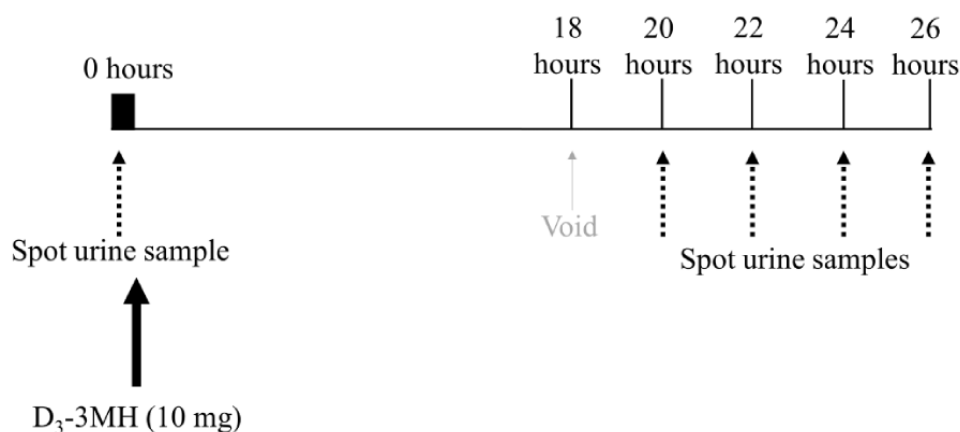 18 20 22 24 26
0 hours hours hours hours hours hours
Void
Spot urine sample Spot urine samples
D₃-3MH (10 mg)